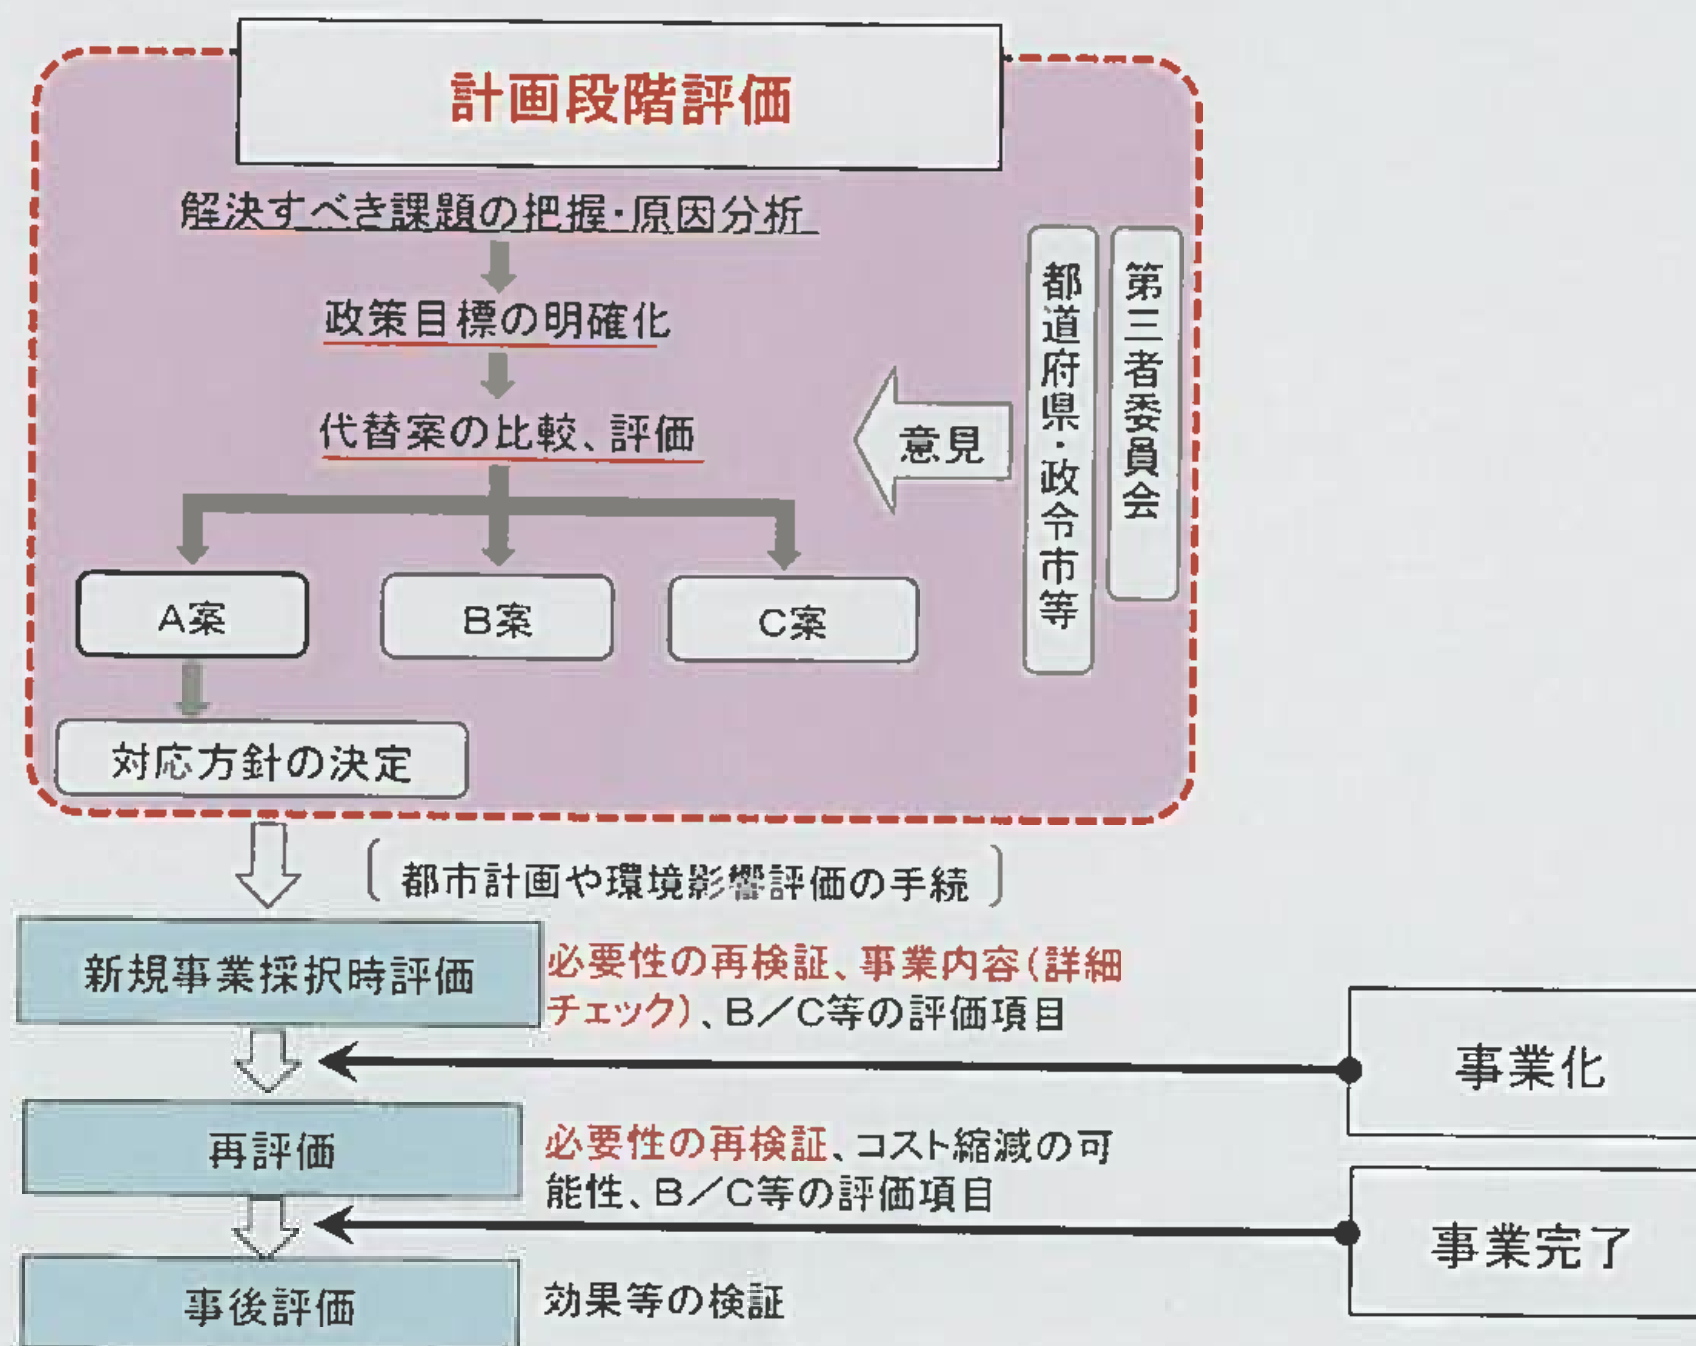 計画段階評価
解決すべき課題の把握・原因分析
政策目標の明確化
代替案の比較、評価
意見
都道府県・政令市等
第三者委員会
A案
B案
C案
対応方針の決定
都市計画や環境影響評価の手続
新規事業採択時評価
必要性の再検証、事業内容(詳細
チェック)、B/C等の評価項目
事業化
再評価
必要性の再検証、コスト縮減の可
能性、B/C等の評価項目
事業完了
事後評価
効果等の検証